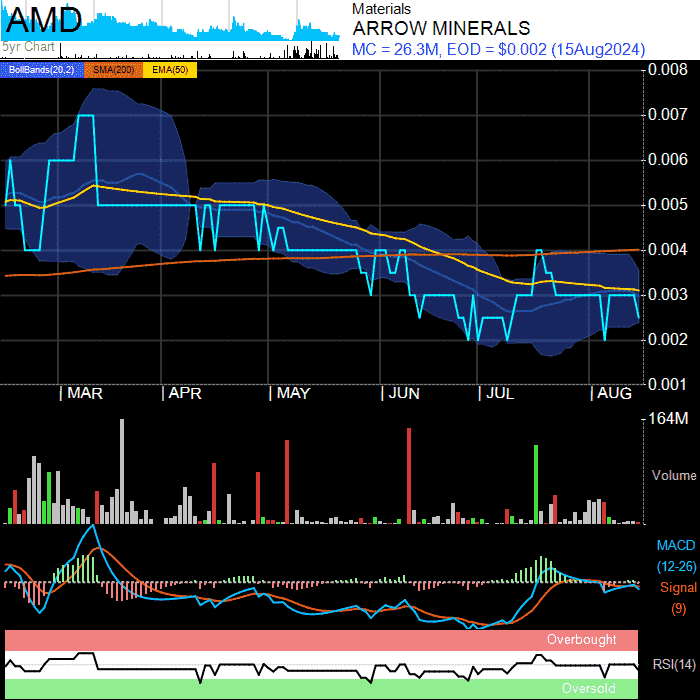 AMD
5yr Chart
Materials
ARROW MINERALS
MC = 26.3M, EOD = $0.002 (15Aug2024)
BollBands(20,2) SMA(200) EMA(50)
0.008
0.007
0.006
0.005
0.004
0.003
0.002
0.001
MAR APR MAY JUN JUL AUG
164M
Volume
MACD
(12-26)
Signal
(9)
Overbought
RSI(14)
Oversold